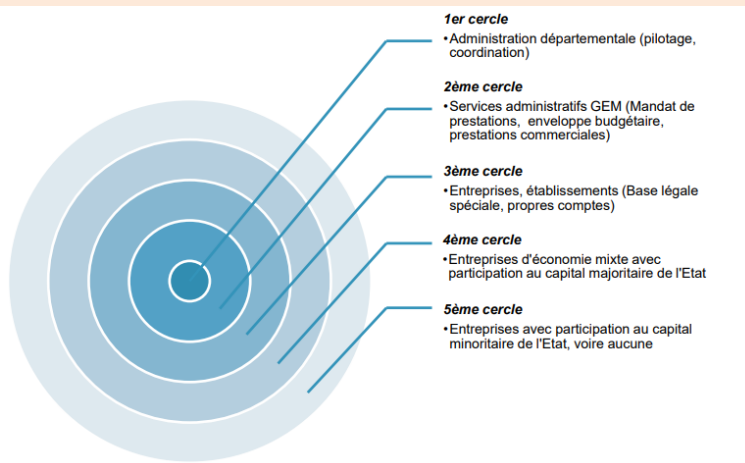 1er cercle
•Administration départementale (pilotage,
coordination)
2ème cercle
•Services administratifs GEM (Mandat de
prestations, enveloppe budgétaire,
prestations commerciales)
3ème cercle
•Entreprises, établissements (Base légale
spéciale, propres comptes)
4ème cercle
•Entreprises d'économie mixte avec
participation au capital majoritaire de l'Etat
5ème cercle
•Entreprises avec participation au capital
minoritaire de l'Etat, voire aucune